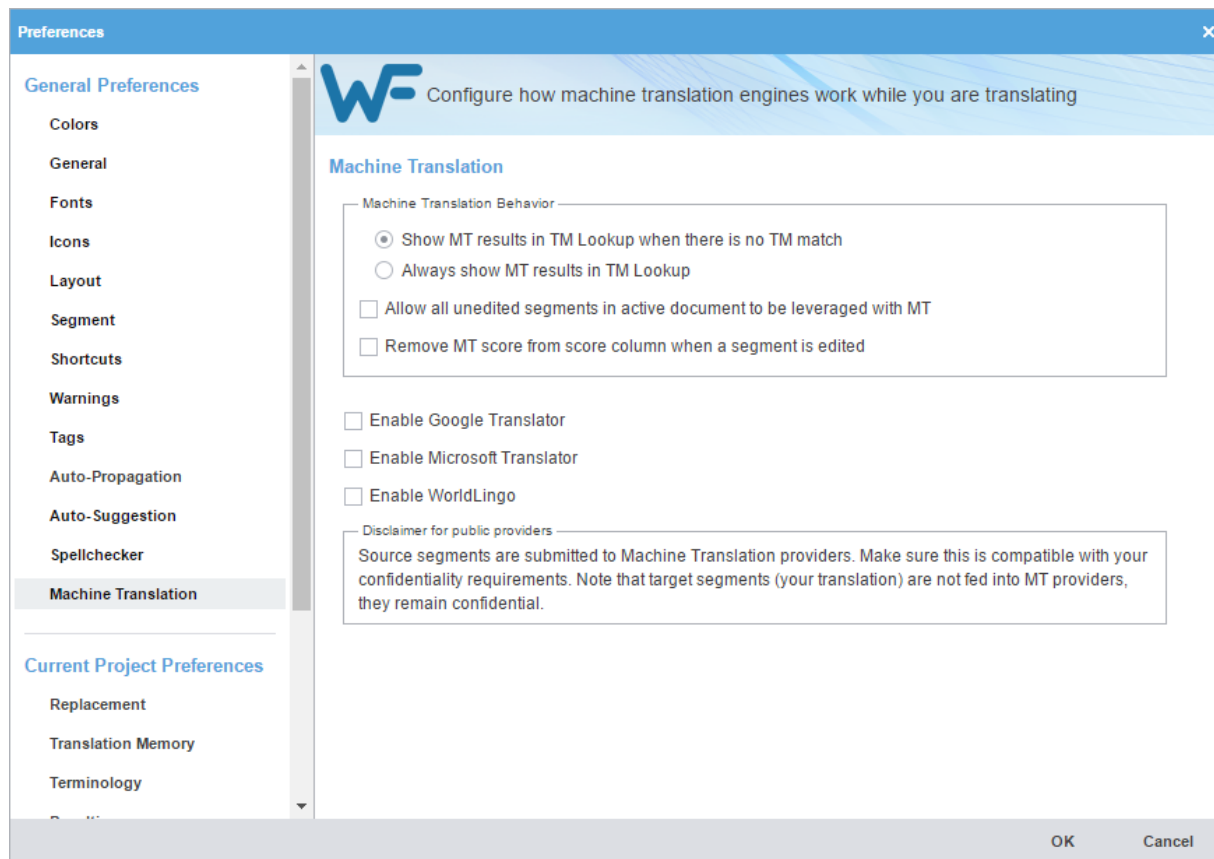 Preferences
General Preferences
Colors
General
Fonts
Icons
Layout
Segment
Shortcuts
Warnings
Tags
Auto-Propagation
Auto-Suggestion
Spellchecker
Machine Translation
Current Project Preferences
Replacement
Translation Memory
Terminology
WF
Configure how machine translation engines work while you are translating
Machine Translation
Machine Translation Behavior
Show MT results in TM Lookup when there is no TM match
Always show MT results in TM Lookup
Allow all unedited segments in active document to be leveraged with MT
Remove MT score from score column when a segment is edited
Enable Google Translator
Enable Microsoft Translator
Enable WorldLingo
Disclaimer for public providers
Source segments are submitted to Machine Translation providers. Make sure this is compatible with your
confidentiality requirements. Note that target segments (your translation) are not fed into MT providers,
they remain confidential.
OK
Cancel